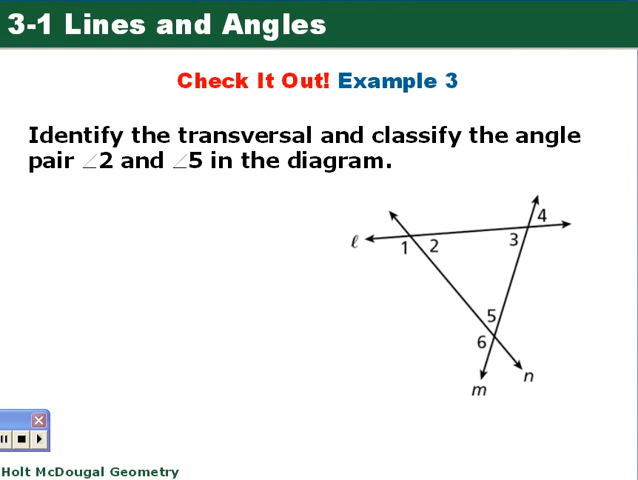 3-1 Lines and Angles
Check It Out! Example 3
Identify the transversal and classify the angle
pair ∠2 and ∠5 in the diagram.
ℓ 1 2 3 4
5
6
m n
Holt McDougal Geometry